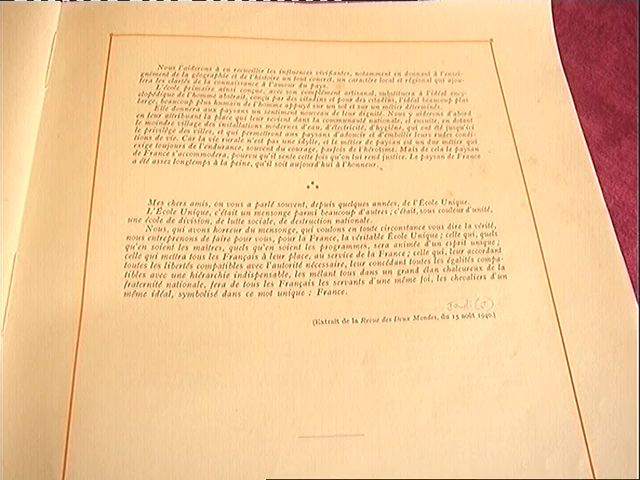 Nous l'aiderons à en recueillir les influences vivifiantes, notamment en donnant à l'ensei-
gnement de la géographie et de l'histoire un tour concret, un caractère local et régional qui ajou-
tera les clartés de la connaissance à l'amour du pays.
L'école primaire ainsi conçue, avec son complément artisanal, substituera à l'idéal ency-
clopédique de l'homme abstrait, conçu par des citadins et pour des citadins, l'idéal beaucoup plus
large, beaucoup plus humain de l'homme appuyé sur un sol et sur un métier déterminés.
Elle donnera aux paysans un sentiment nouveau de leur dignité. Nous y aiderons d'abord
en leur attribuant la place qui leur revient dans la communauté nationale, et ensuite, en dotant
le moindre village des installations modernes d'eau, d'électricité, d'hygiène, qui ont été jusqu'ici
le privilège des villes, et qui permettront aux paysans d'adoucir et d'embellir leurs rudes condi-
tions de vie. Car la vie rurale n'est pas une idylle, et le métier de paysan est un dur métier qui
exige toujours de l'endurance, souvent du courage, parfois de l'héroïsme. Mais de cela le paysan
de France s'accommodera, pourvu qu'il sente cette fois qu'on lui rend justice. Le paysan de France
a été assez longtemps à la peine, qu'il soit aujourd'hui à l'honneur.
Mes chers amis, on vous a parlé souvent, depuis quelques années, de l'École Unique.
L'École Unique, c'était un mensonge parmi beaucoup d'autres ; c'était, sous couleur d'unité,
une école de division, de lutte sociale, de destruction nationale.
Nous, qui avons horreur du mensonge, qui voulons en toute circonstance vous dire la vérité,
nous entreprenons de faire pour vous, pour la France, la véritable École Unique ; celle qui, quels
qu'en soient les maîtres, quels qu'en soient les programmes, sera animée d'un esprit unique ;
celle qui mettra tous les Français à leur place, au service de la France ; celle qui, leur accordant
toutes les libertés compatibles avec l'autorité nécessaire, leur concédant toutes les égalités compa-
tibles avec une hiérarchie indispensable, les mêlant tous dans un grand élan chaleureux de la
fraternité nationale, fera de tous les Français les servants d'une même foi, les chevaliers d'un
même idéal, symbolisé dans ce mot unique : France.
(Extrait de la Revue des Deux Mondes, du 15 août 1940.)